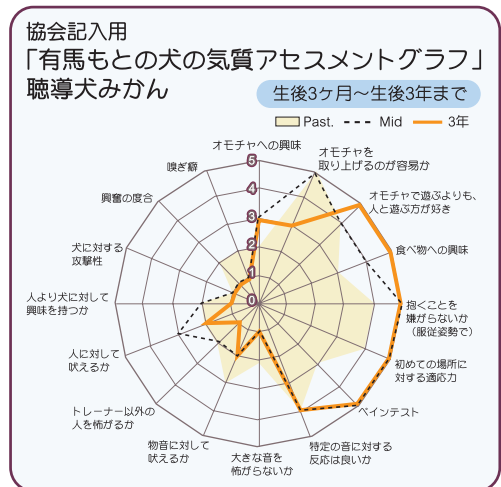 協会記入用
「有馬もとの犬の気質アセスメントグラフ」
聴導犬みかん
生後3ヶ月～生後3年まで
Past. Mid 3年
オモチャへの興味
オモチャを
取り上げるのが容易か
オモチャで遊ぶよりも、
人と遊ぶ方が好き
食べ物への興味
抱くことを
嫌がらないか
（服従姿勢で）
初めての場所に
対する適応力
ペインテスト
特定の音に対する
反応は良いか
大きな音を
怖がらないか
物音に対して
吠えるか
トレーナー以外の
人を怖がるか
人に対して
吠えるか
人より犬に対して
興味を持つか
犬に対する
攻撃性
興奮の度合
嗅ぎ癖
5
4
3
2
1
0